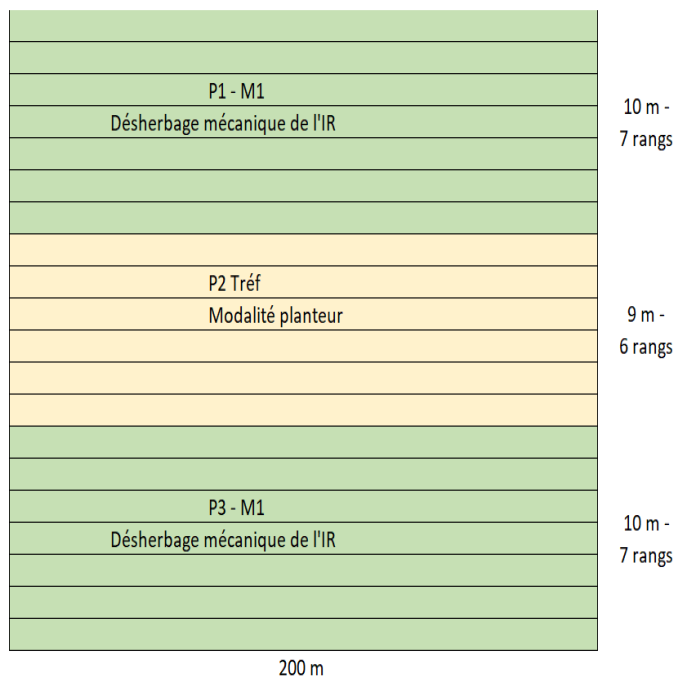 P1 - M1
Désherbage mécanique de l'IR
10 m -
7 rangs
P2 Tréf
Modalité planteur
9 m -
6 rangs
P3 - M1
Désherbage mécanique de l'IR
10 m -
7 rangs
200 m